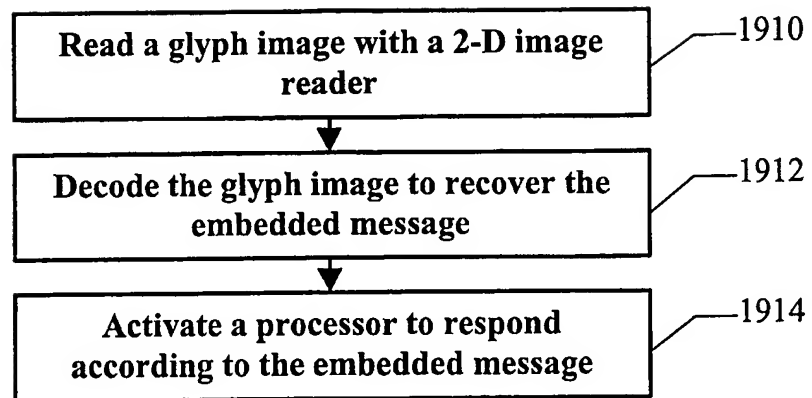 Read a glyph image with a 2-D image
reader
1910
Decode the glyph image to recover the
embedded message
1912
Activate a processor to respond
according to the embedded message
1914